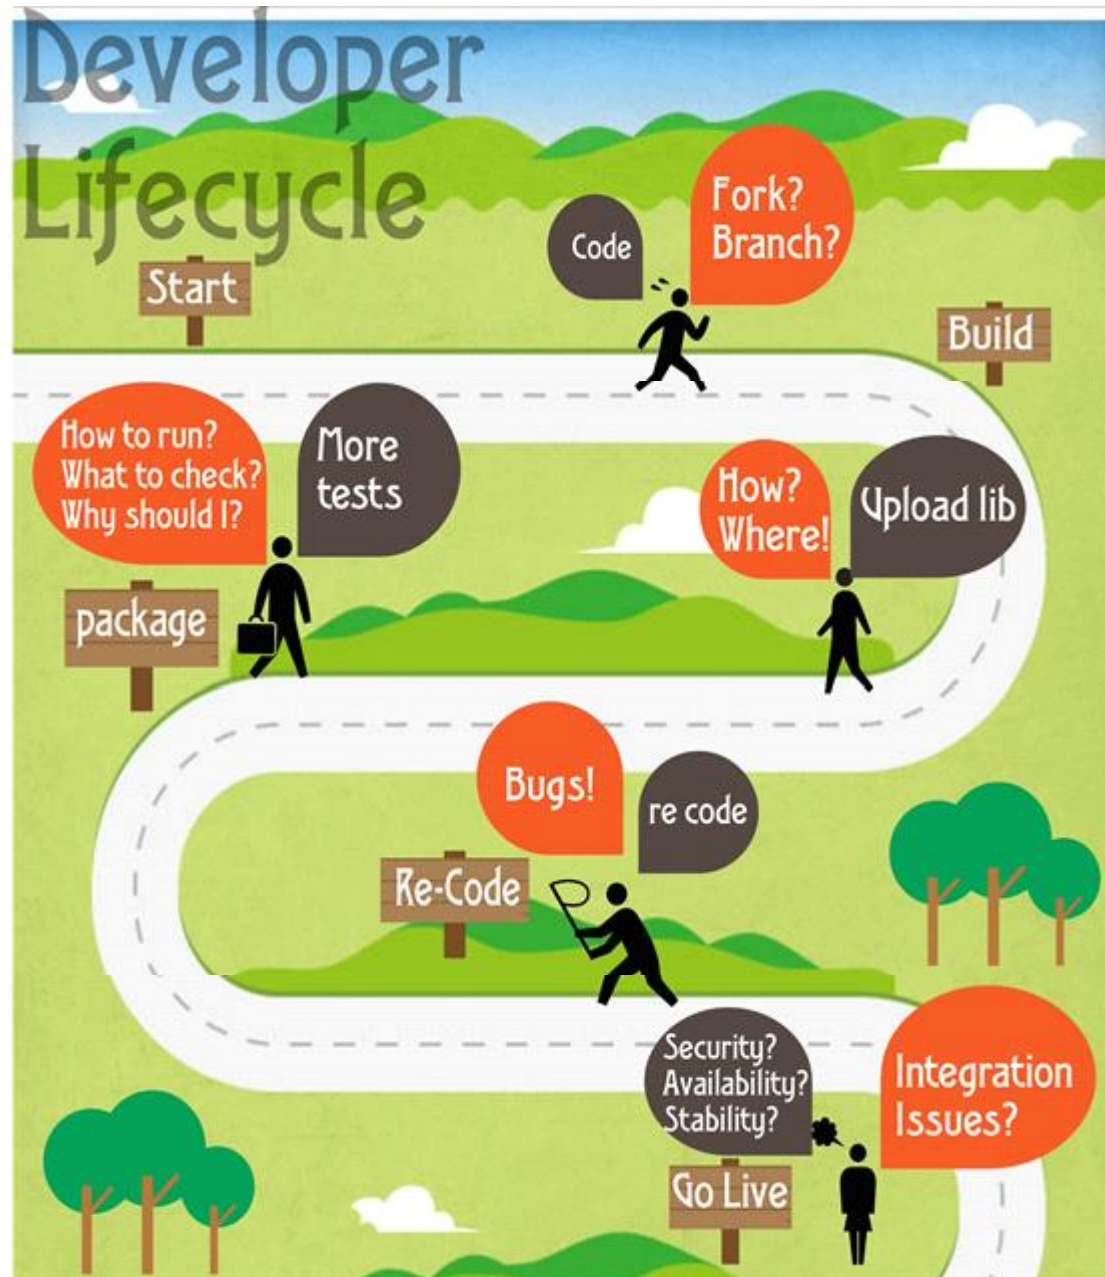 Developer
Lifecycle
Start
Code
Fork?
Branch?
Build
How to run?
What to check?
Why should I?
More
tests
How?
Where!
Upload lib
package
Bugs!
re code
Re-Code
Security?
Availability?
Stability?
Integration
Issues?
Go Live